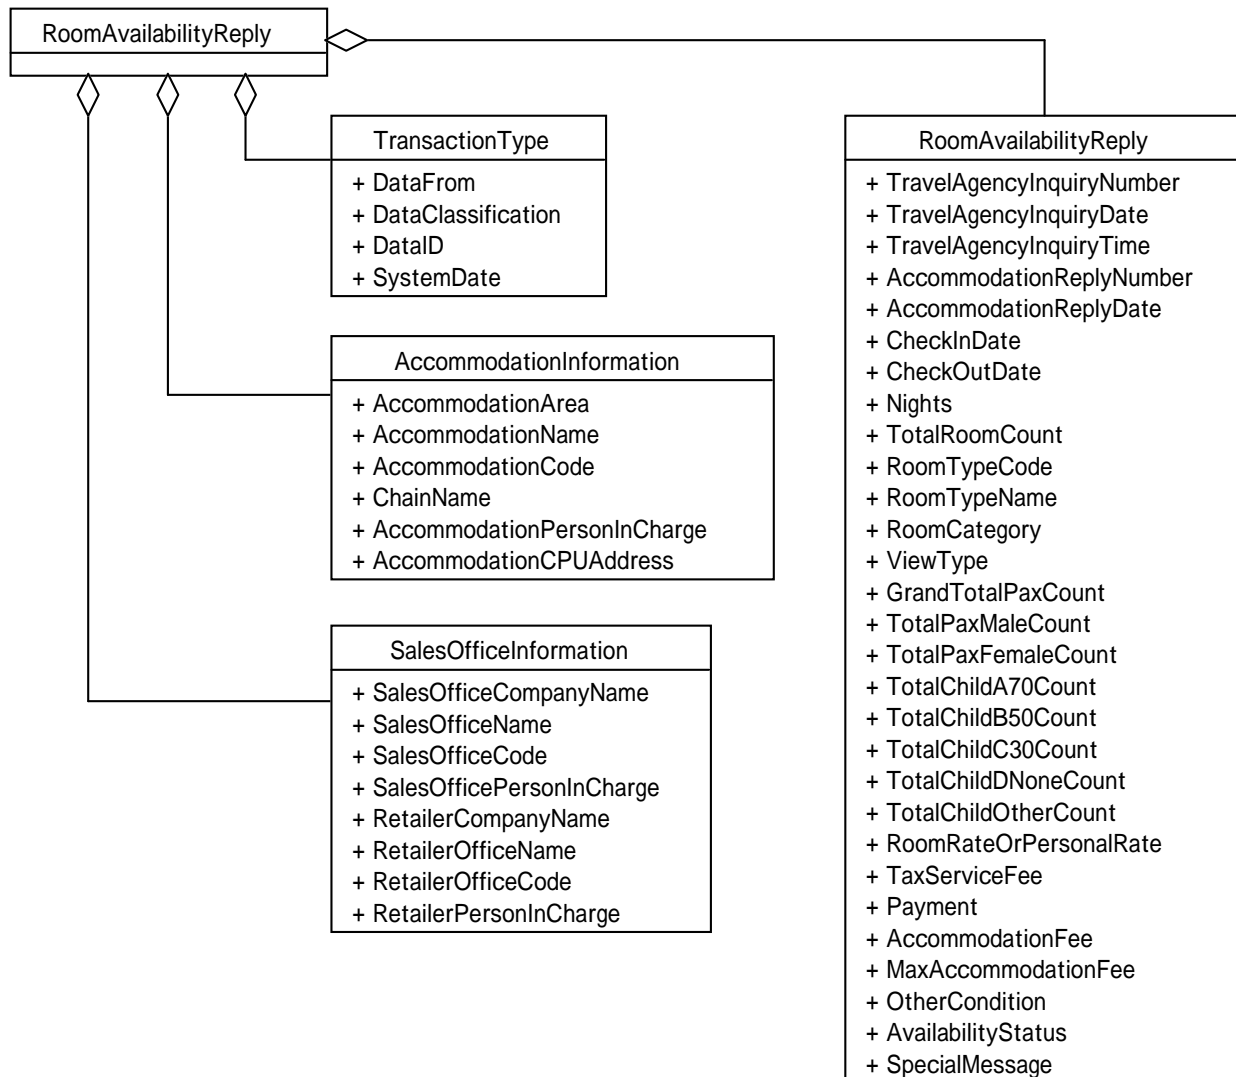 RoomAvailabilityReply
TransactionType
+ DataFrom
+ DataClassification
+ DataID
+ SystemDate
AccommodationInformation
+ AccommodationArea
+ AccommodationName
+ AccommodationCode
+ ChainName
+ AccommodationPersonInCharge
+ AccommodationCPUAddress
SalesOfficeInformation
+ SalesOfficeCompanyName
+ SalesOfficeName
+ SalesOfficeCode
+ SalesOfficePersonInCharge
+ RetailerCompanyName
+ RetailerOfficeName
+ RetailerOfficeCode
+ RetailerPersonInCharge
RoomAvailabilityReply
+ TravelAgencyInquiryNumber
+ TravelAgencyInquiryDate
+ TravelAgencyInquiryTime
+ AccommodationReplyNumber
+ AccommodationReplyDate
+ CheckInDate
+ CheckOutDate
+ Nights
+ TotalRoomCount
+ RoomTypeCode
+ RoomTypeName
+ RoomCategory
+ ViewType
+ GrandTotalPaxCount
+ TotalPaxMaleCount
+ TotalPaxFemaleCount
+ TotalChildA70Count
+ TotalChildB50Count
+ TotalChildC30Count
+ TotalChildDNoneCount
+ TotalChildOtherCount
+ RoomRateOrPersonalRate
+ TaxServiceFee
+ Payment
+ AccommodationFee
+ MaxAccommodationFee
+ OtherCondition
+ AvailabilityStatus
+ SpecialMessage